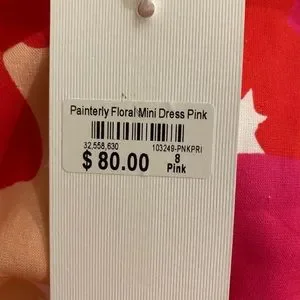 Painterly Floral Mini Dress Pink
32,558,630 103249-PNKPRI
$ 80.00 8
Pink